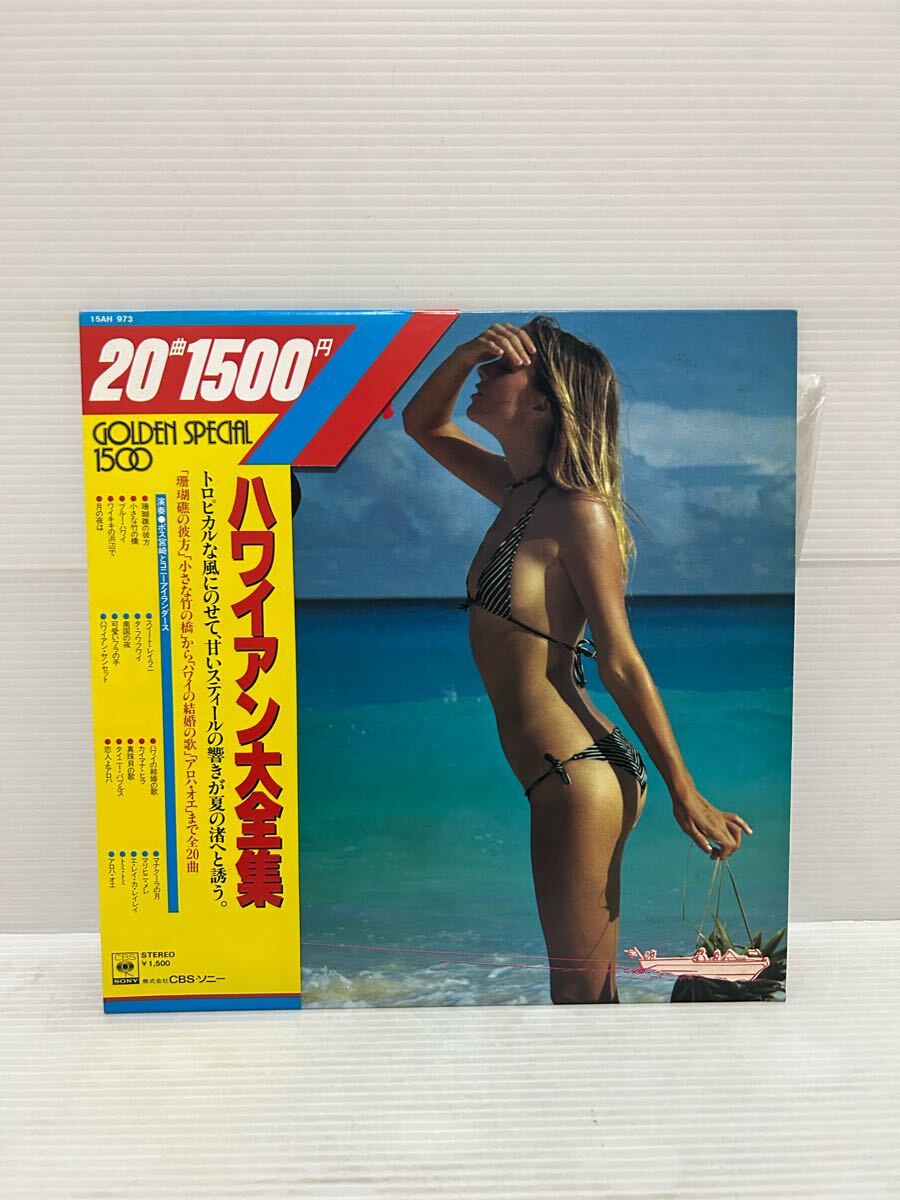 15AH 973
20曲1500円
GOLDEN SPECIAL
1500
ハワイアン大全集
トロピカルな風にのせて、甘いスティールの響きが夏の渚へと誘う。
「珊瑚礁の彼方」「小さな竹の橋」から「ハワイの結婚の歌」「アロハ・オエ」まで全20曲
演奏●ポス宮崎とコニーアイランダース
●珊瑚礁の彼方
●小さな竹の橋
●ブルー・ハワイ
●ワイキキの浜辺で
●月の夜は
●スイート・レイラニ
●タ・フワフワイ
●南国の夜
●可愛いフラの手
●ハワイアン・サンセット
●ハワイの結婚の歌
●カイマナ・ヒラ
●真珠貝の歌
●タイニー・バブルス
●恋人よアロハ
●マナクーラの月
●マリヒニ・メレ
●エ・レイ・カ・レイレイ
●トミ・トミ
●アロハ・オエ
CBS
SONY
STEREO
¥1,500
株式会社CBS・ソニー